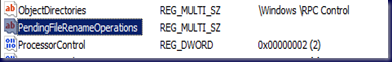 ObjectDirectories REG_MULTI_SZ \Windows \RPC Control
PendingFileRenameOperations REG_MULTI_SZ
ProcessorControl REG_DWORD 0x00000002 (2)